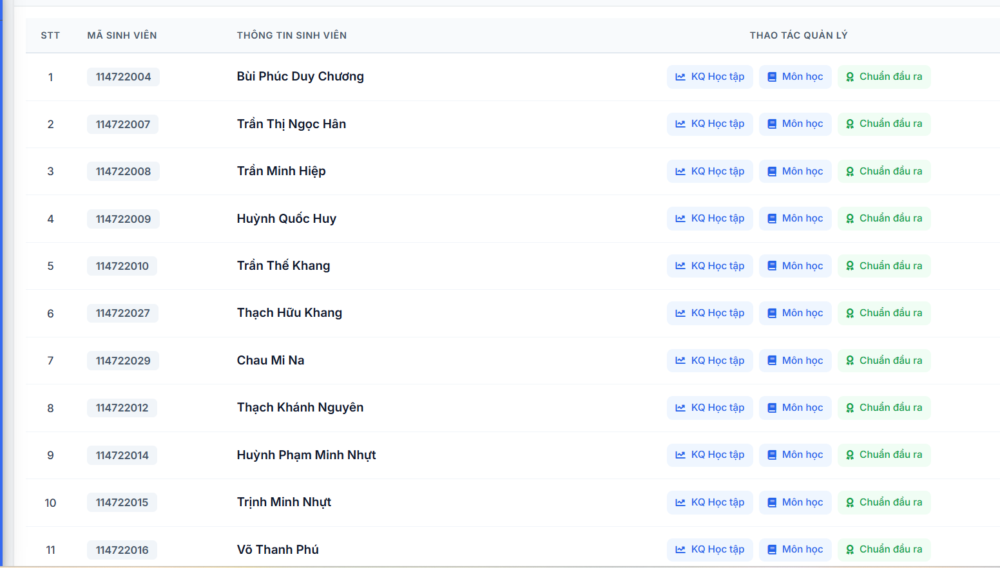 STT MÃ SINH VIÊN THÔNG TIN SINH VIÊN THAO TÁC QUẢN LÝ
1 114722004 Bùi Phúc Duy Chương KQ Học tập Môn học Chuẩn đầu ra
2 114722007 Trần Thị Ngọc Hân KQ Học tập Môn học Chuẩn đầu ra
3 114722008 Trần Minh Hiệp KQ Học tập Môn học Chuẩn đầu ra
4 114722009 Huỳnh Quốc Huy KQ Học tập Môn học Chuẩn đầu ra
5 114722010 Trần Thế Khang KQ Học tập Môn học Chuẩn đầu ra
6 114722027 Thạch Hữu Khang KQ Học tập Môn học Chuẩn đầu ra
7 114722029 Chau Mi Na KQ Học tập Môn học Chuẩn đầu ra
8 114722012 Thạch Khánh Nguyên KQ Học tập Môn học Chuẩn đầu ra
9 114722014 Huỳnh Phạm Minh Nhựt KQ Học tập Môn học Chuẩn đầu ra
10 114722015 Trịnh Minh Nhựt KQ Học tập Môn học Chuẩn đầu ra
11 114722016 Võ Thanh Phú KQ Học tập Môn học Chuẩn đầu ra